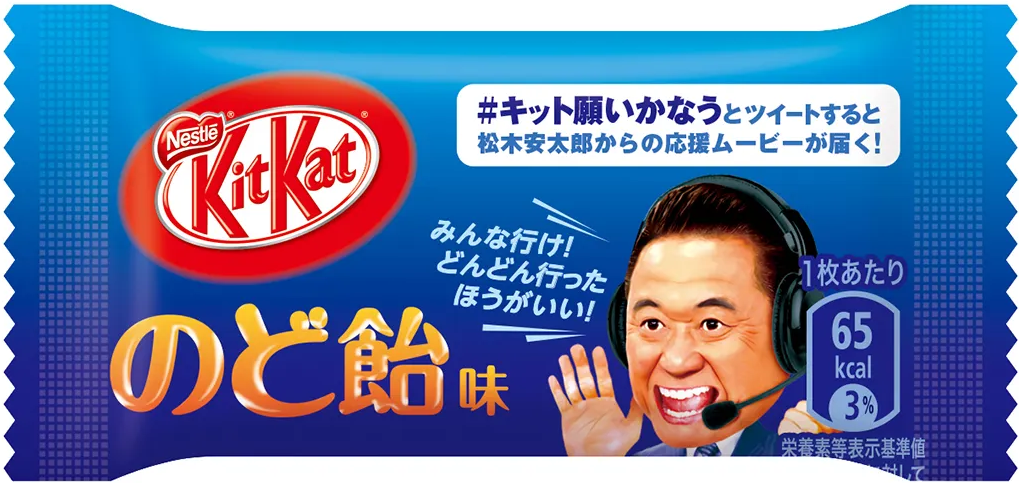 Nestlé
KitKat
#キット願いかなうとツイートすると
松木安太郎からの応援ムービーが届く!
みんな行け!
どんどん行った
ほうがいい!
のど飴味
1枚あたり
65
kcal
3%
栄養素等表示基準値
対して